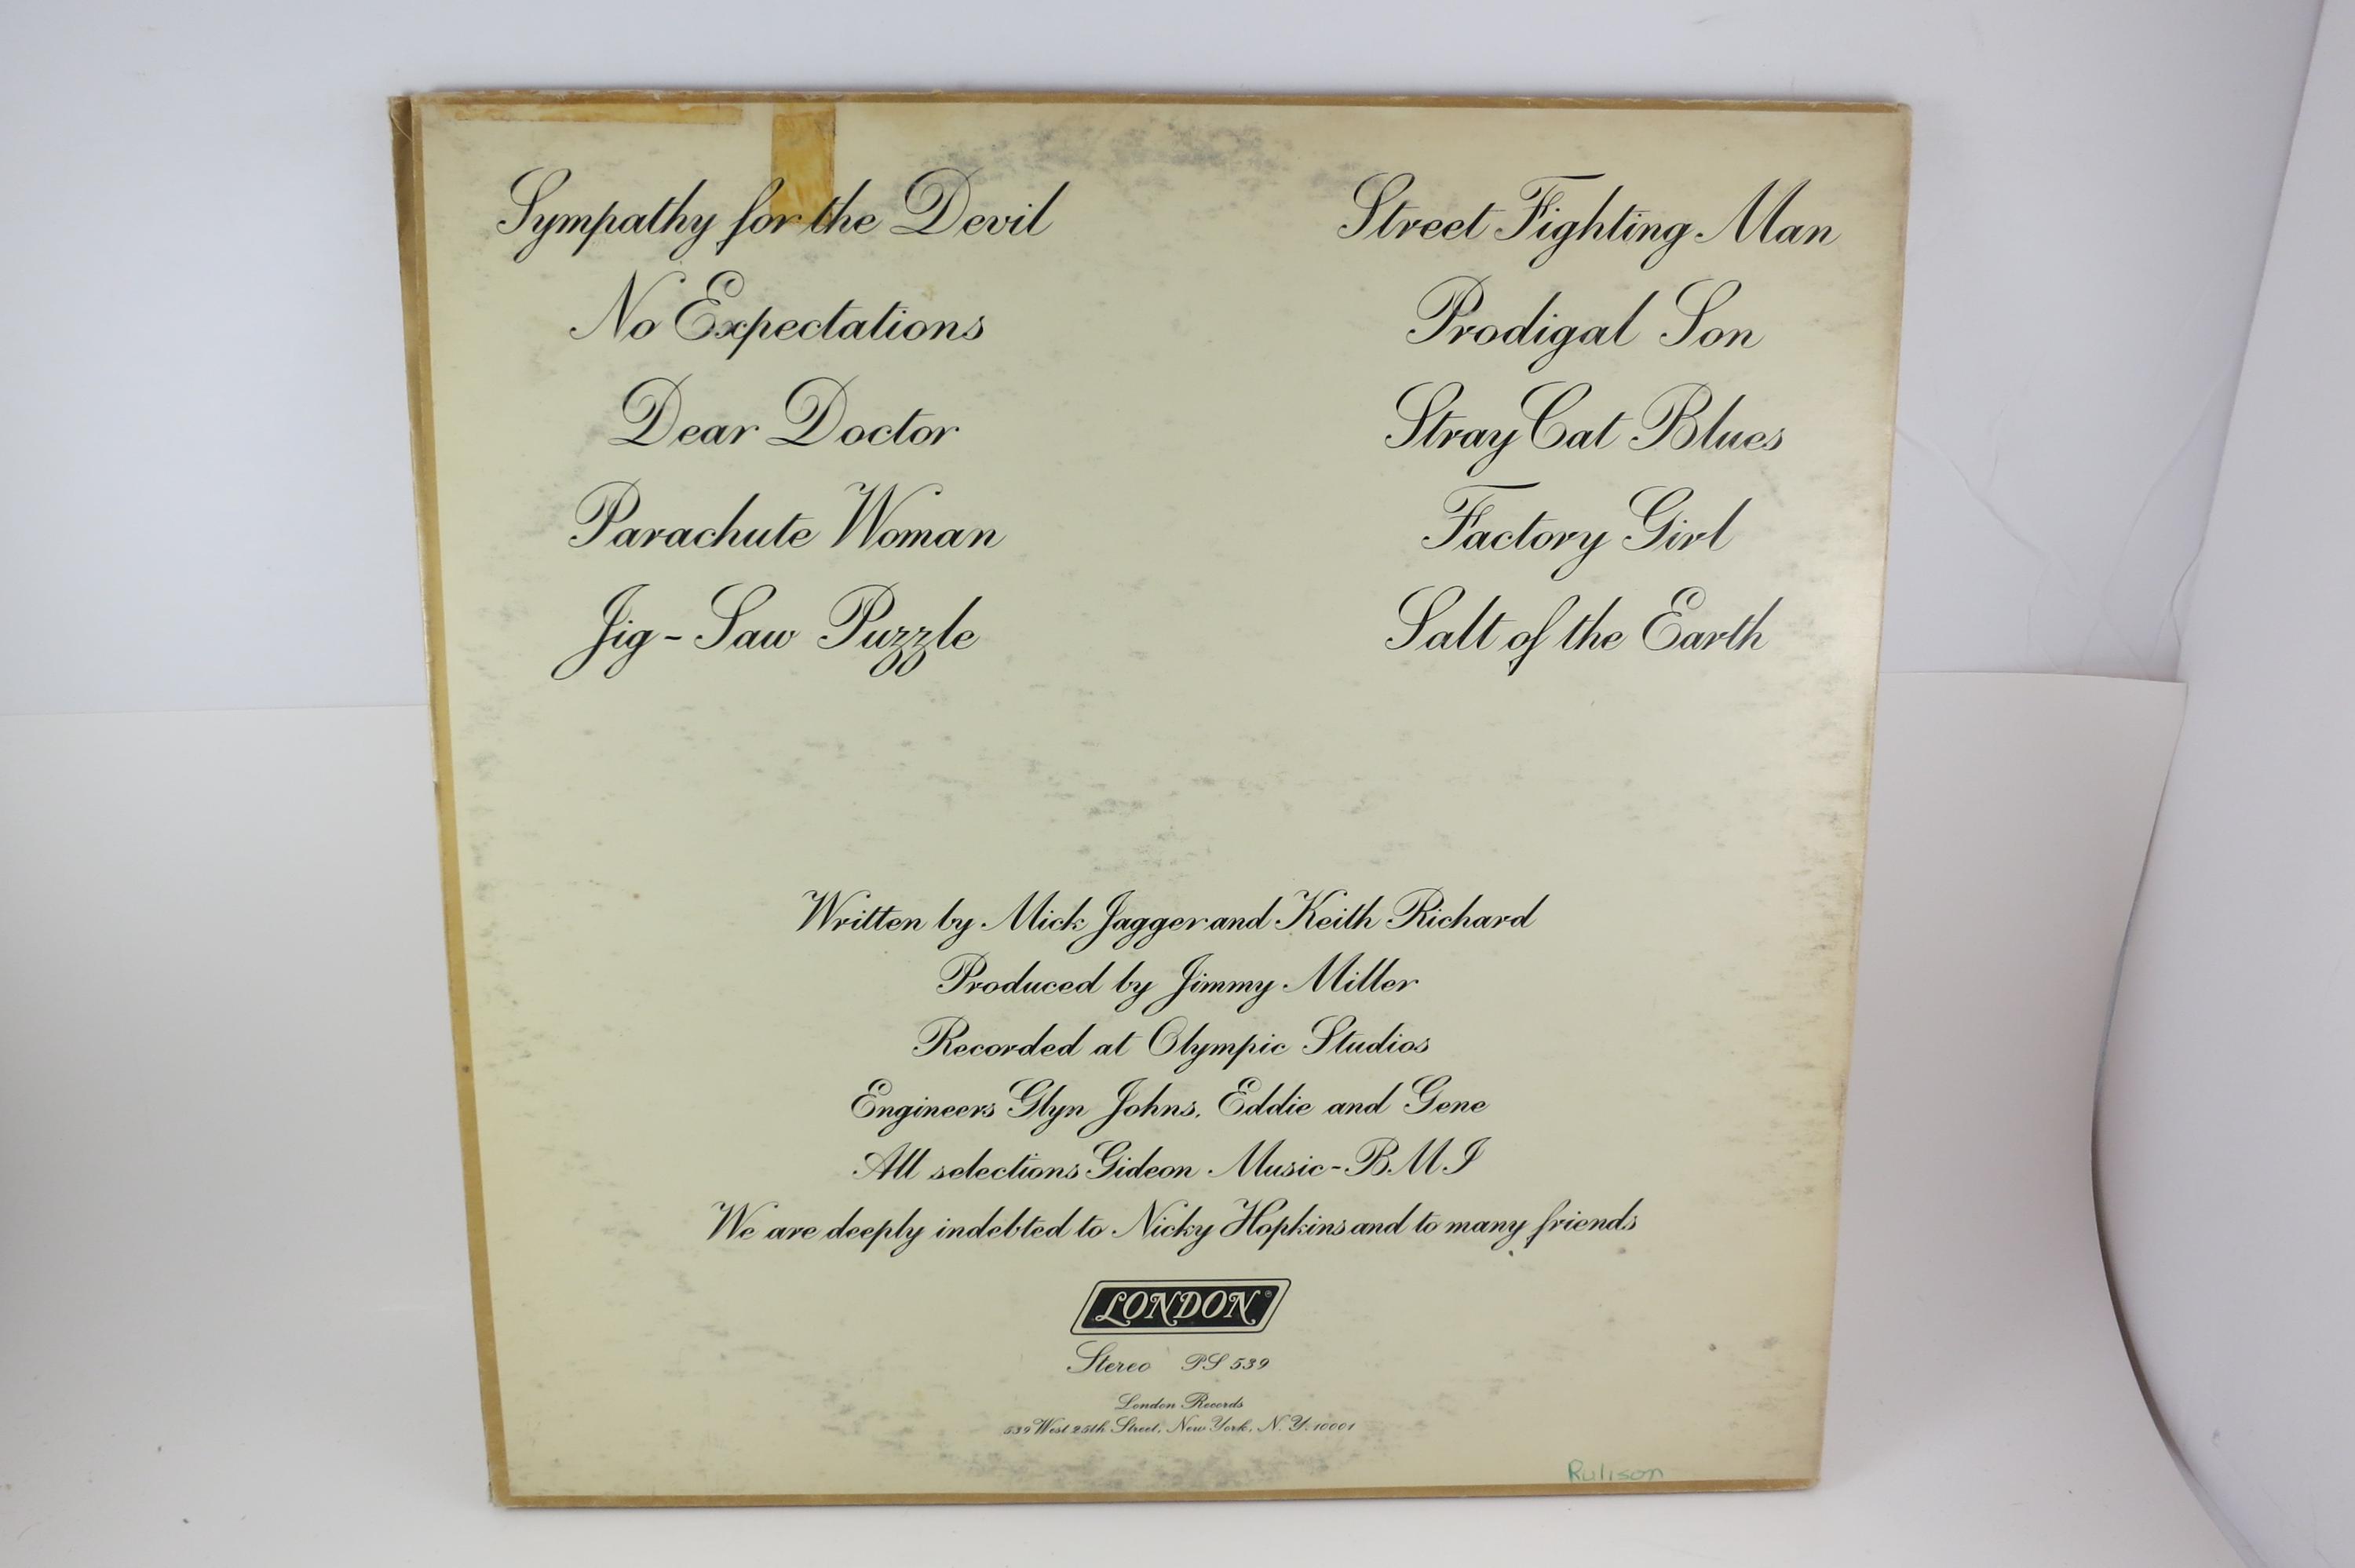 Sympathy for the Devil
No Expectations
Dear Doctor
Parachute Woman
Jig-Saw Puzzle
Street Fighting Man
Prodigal Son
Stray Cat Blues
Factory Girl
Salt of the Earth
Written by Mick Jagger and Keith Richard
Produced by Jimmy Miller
Recorded at Olympic Studios
Engineers Glyn Johns, Eddie and Gene
All selections Gideon Music-BMI
We are deeply indebted to Nicky Hopkins and to many friends
LONDON®
Stereo PS 539
London Records
539 West 25th Street, New York, N.Y. 10001
Rulison